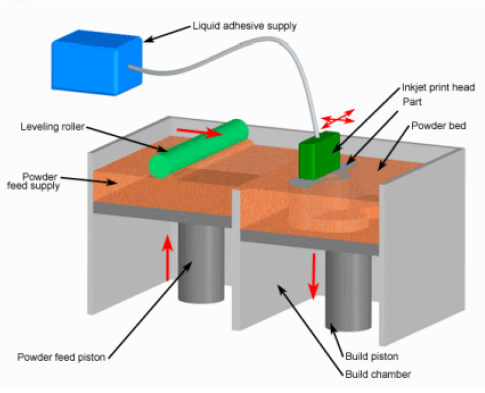 Liquid adhesive supply
Inkjet print head
Part
Leveling roller
Powder bed
Powder
feed supply
Powder feed piston
Build piston
Build chamber